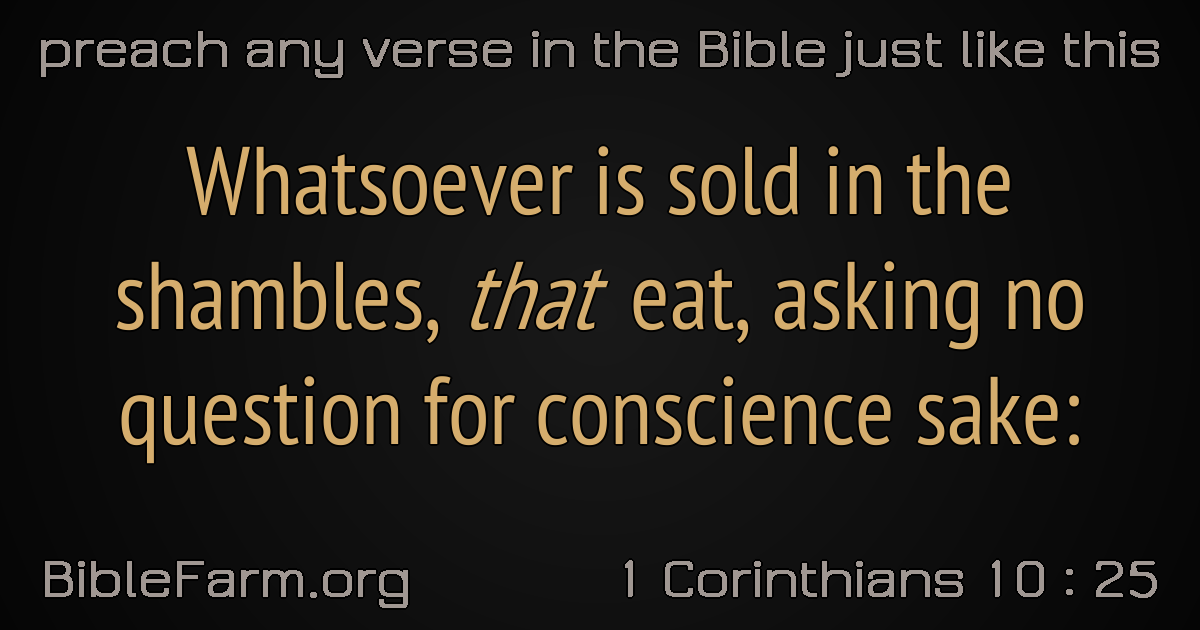 preach any verse in the Bible just like this
Whatsoever is sold in the
shambles, that eat, asking no
question for conscience sake:
BibleFarm.org
1 Corinthians 10 : 25